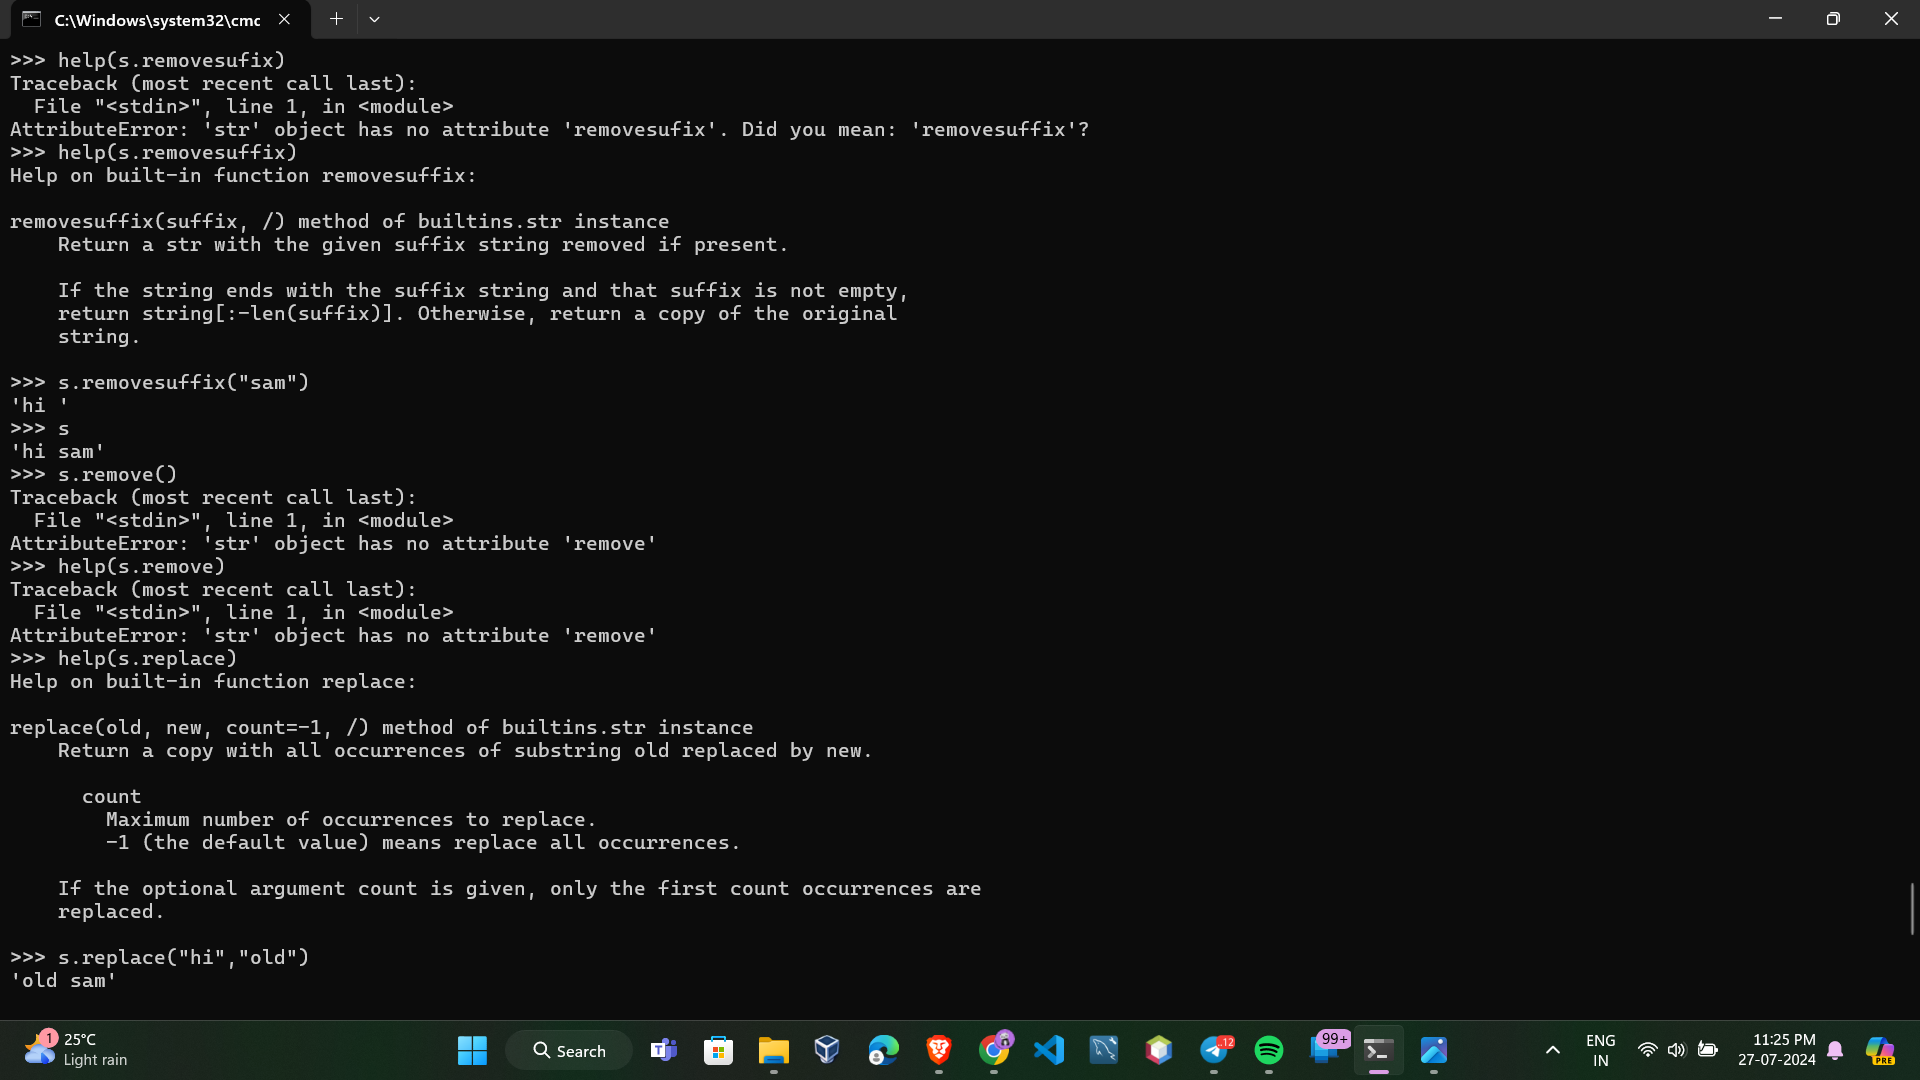 C:\Windows\system32\cmc
>>> help(s.removesufix)
Traceback (most recent call last):
  File "<stdin>", line 1, in <module>
AttributeError: 'str' object has no attribute 'removesufix'. Did you mean: 'removesuffix'?
>>> help(s.removesuffix)
Help on built-in function removesuffix:

removesuffix(suffix, /) method of builtins.str instance
    Return a str with the given suffix string removed if present.

    If the string ends with the suffix string and that suffix is not empty,
    return string[:-len(suffix)]. Otherwise, return a copy of the original
    string.

>>> s.removesuffix("sam")
'hi '
>>> s
'hi sam'
>>> s.remove()
Traceback (most recent call last):
  File "<stdin>", line 1, in <module>
AttributeError: 'str' object has no attribute 'remove'
>>> help(s.remove)
Traceback (most recent call last):
  File "<stdin>", line 1, in <module>
AttributeError: 'str' object has no attribute 'remove'
>>> help(s.replace)
Help on built-in function replace:

replace(old, new, count=-1, /) method of builtins.str instance
    Return a copy with all occurrences of substring old replaced by new.

      count
        Maximum number of occurrences to replace.
        -1 (the default value) means replace all occurrences.

    If the optional argument count is given, only the first count occurrences are
    replaced.

>>> s.replace("hi","old")
'old sam'
1
25°C
Light rain
Search
..12
99+
ENG
IN
11:25 PM
27-07-2024
PRE